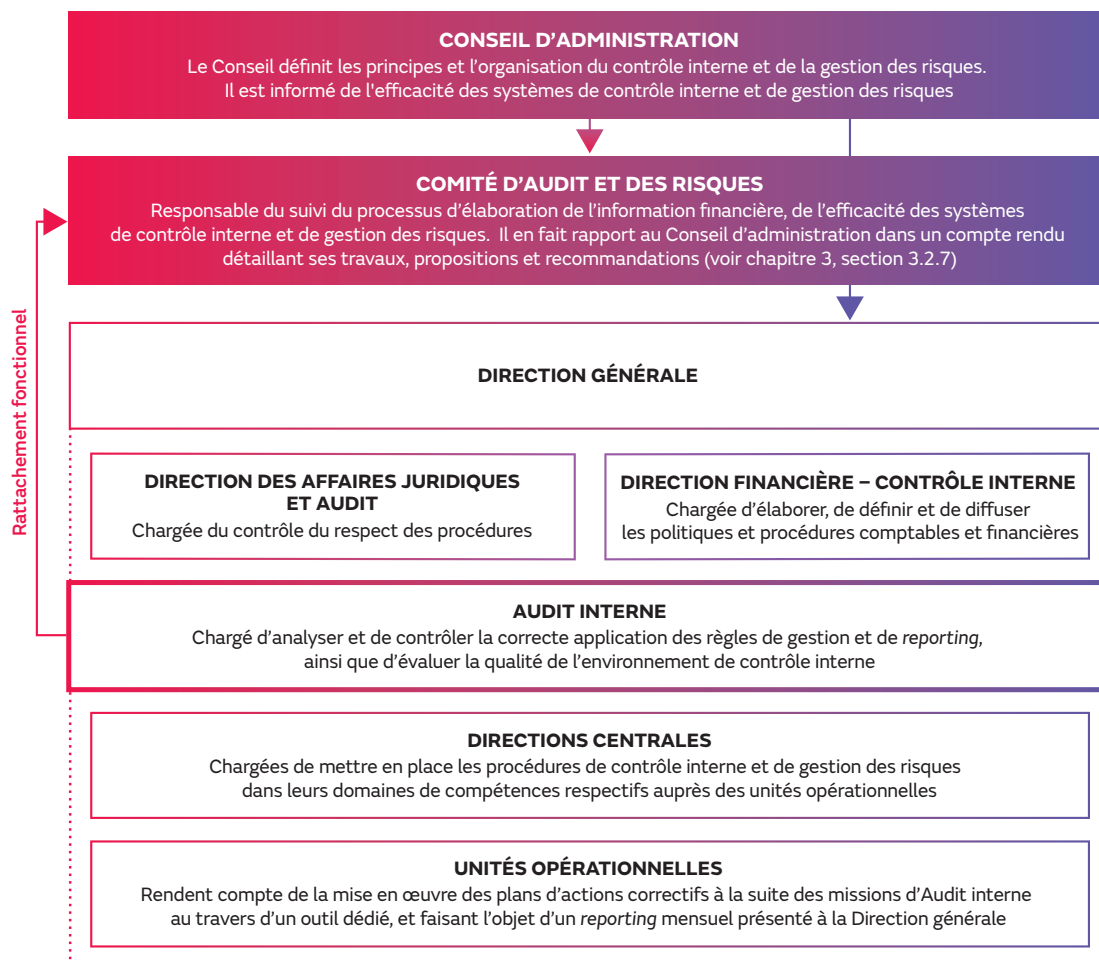 CONSEIL D’ADMINISTRATION
Le Conseil définit les principes et l’organisation du contrôle interne et de la gestion des risques.
Il est informé de l'efficacité des systèmes de contrôle interne et de gestion des risques
COMITÉ D’AUDIT ET DES RISQUES
Responsable du suivi du processus d’élaboration de l’information financière, de l’efficacité des systèmes
de contrôle interne et de gestion des risques. Il en fait rapport au Conseil d’administration dans un compte rendu
détaillant ses travaux, propositions et recommandations (voir chapitre 3, section 3.2.7)
Rattachement fonctionnel
DIRECTION GÉNÉRALE
DIRECTION DES AFFAIRES JURIDIQUES
ET AUDIT
Chargée du contrôle du respect des procédures
DIRECTION FINANCIÈRE – CONTRÔLE INTERNE
Chargée d’élaborer, de définir et de diffuser
les politiques et procédures comptables et financières
AUDIT INTERNE
Chargé d’analyser et de contrôler la correcte application des règles de gestion et de reporting,
ainsi que d’évaluer la qualité de l’environnement de contrôle interne
DIRECTIONS CENTRALES
Chargées de mettre en place les procédures de contrôle interne et de gestion des risques
dans leurs domaines de compétences respectifs auprès des unités opérationnelles
UNITÉS OPÉRATIONNELLES
Rendent compte de la mise en œuvre des plans d’actions correctifs à la suite des missions d’Audit interne
au travers d’un outil dédié, et faisant l’objet d’un reporting mensuel présenté à la Direction générale